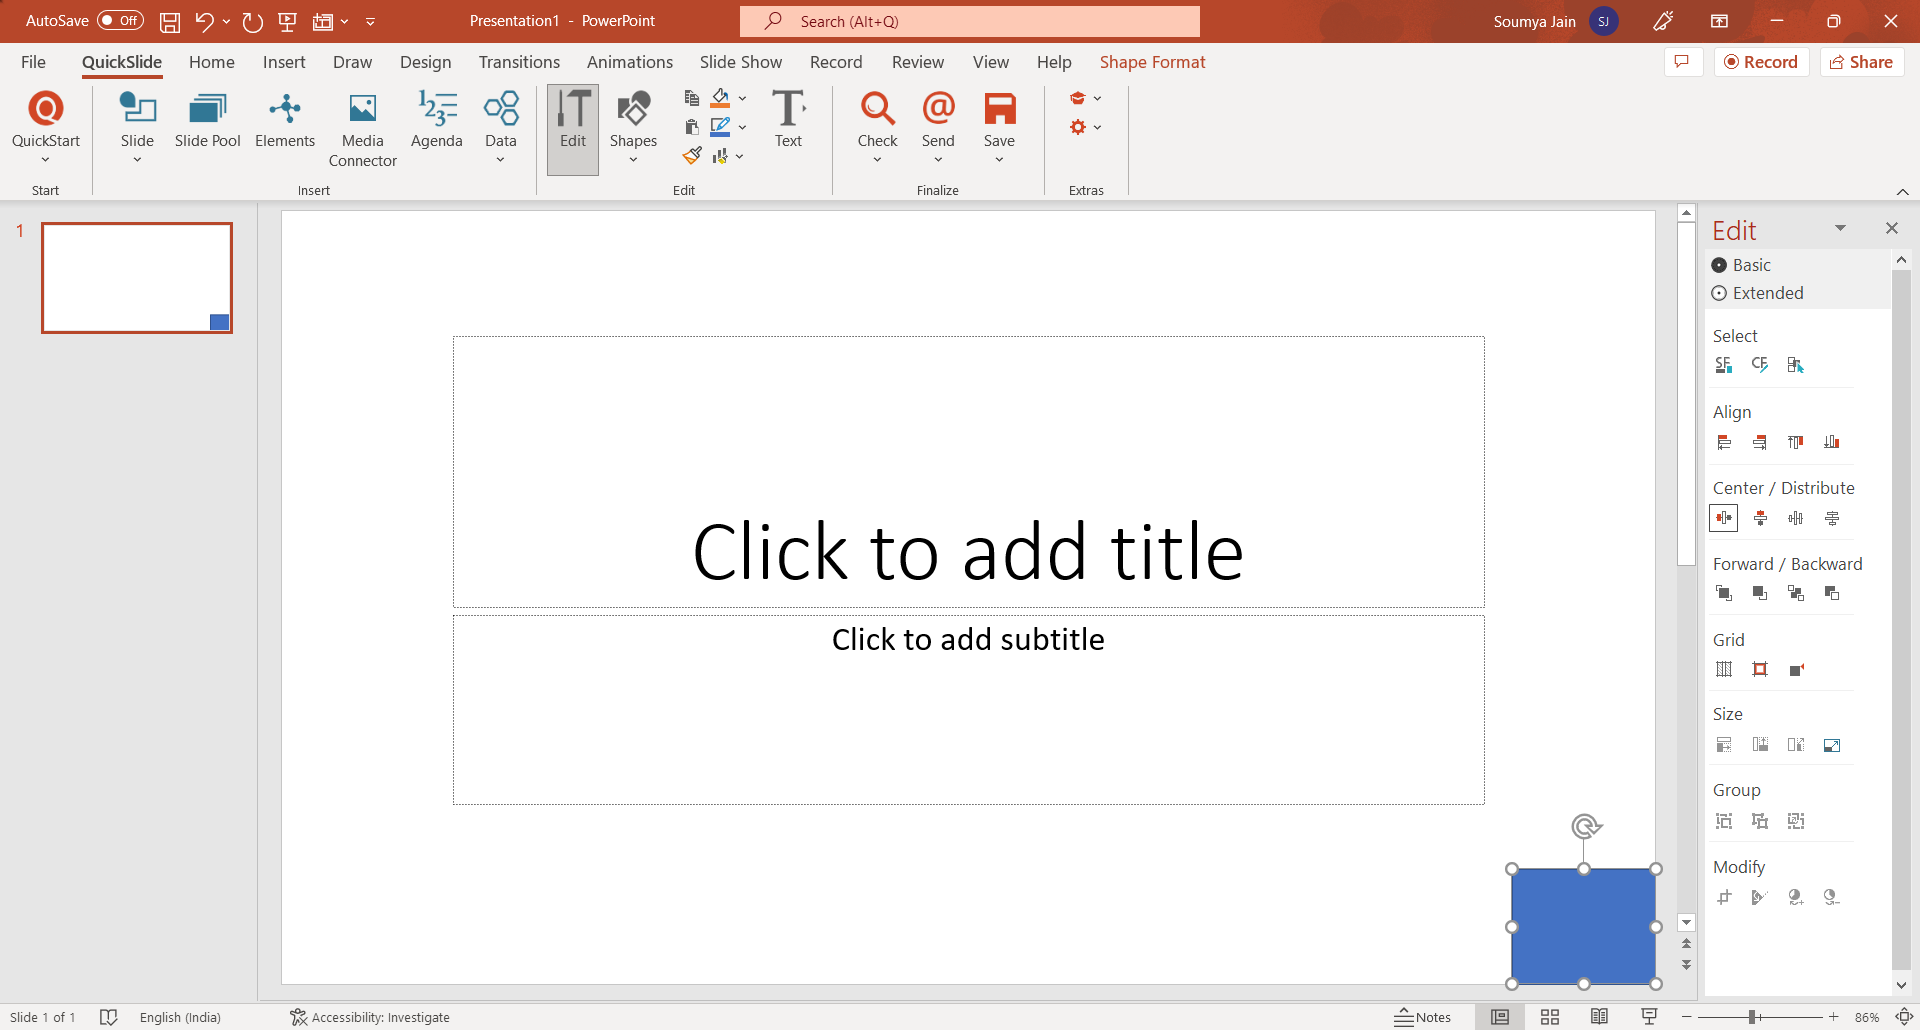 AutoSave Off Presentation1 - PowerPoint Search (Alt+Q) Soumya Jain SJ
File QuickSlide Home Insert Draw Design Transitions Animations Slide Show Record Review View Help Shape Format Record Share
QuickStart Slide Slide Pool Elements Media Connector Agenda Data Edit Shapes Text Check Send Save
Start Insert Edit Finalize Extras
1
Click to add title
Click to add subtitle
Edit
Basic
Extended
Select
SF CF
Align
Center / Distribute
Forward / Backward
Grid
Size
Group
Modify
Slide 1 of 1 English (India) Accessibility: Investigate Notes 86%